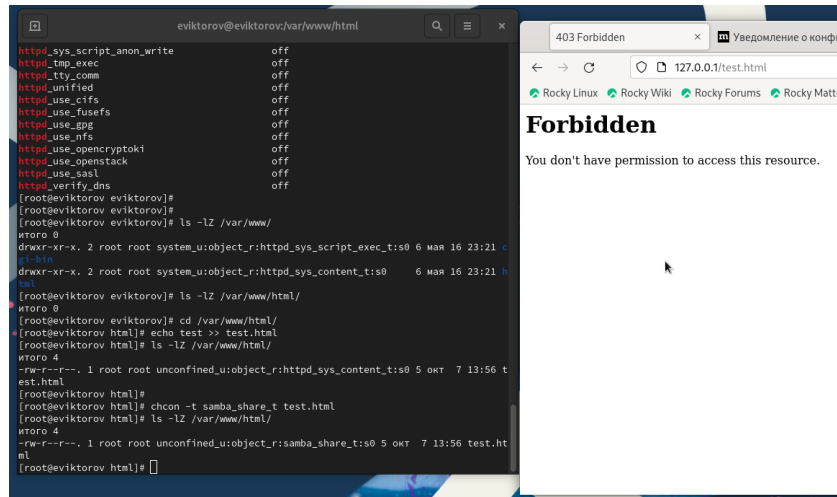 eviktorov@eviktorov:/var/www/html
httpd_sys_script_anon_write off
httpd_tmp_exec off
httpd_tty_comm off
httpd_unified off
httpd_use_cifs off
httpd_use_fusefs off
httpd_use_gpg off
httpd_use_nfs off
httpd_use_opencryptoki off
httpd_use_openstack off
httpd_use_sasl off
httpd_verify_dns off
[root@eviktorov eviktorov]#
[root@eviktorov eviktorov]#
[root@eviktorov eviktorov]# ls -lZ /var/www/
итого 0
drwxr-xr-x. 2 root root system_u:object_r:httpd_sys_script_exec_t:s0 6 мая 16 23:21 c
gi-bin
drwxr-xr-x. 2 root root system_u:object_r:httpd_sys_content_t:s0 6 мая 16 23:21 h
tml
[root@eviktorov eviktorov]# ls -lZ /var/www/html/
итого 0
[root@eviktorov eviktorov]# cd /var/www/html/
[root@eviktorov html]# echo test >> test.html
[root@eviktorov html]# ls -lZ /var/www/html/
итого 4
-rw-r--r--. 1 root root unconfined_u:object_r:httpd_sys_content_t:s0 5 окт 7 13:56 t
est.html
[root@eviktorov html]#
[root@eviktorov html]# chcon -t samba_share_t test.html
[root@eviktorov html]# ls -lZ /var/www/html/
итого 4
-rw-r--r--. 1 root root unconfined_u:object_r:samba_share_t:s0 5 окт 7 13:56 test.ht
ml
[root@eviktorov html]#
403 Forbidden × m Уведомление о конф
127.0.0.1/test.html
Rocky Linux Rocky Wiki Rocky Forums Rocky Matt
Forbidden
You don't have permission to access this resource.